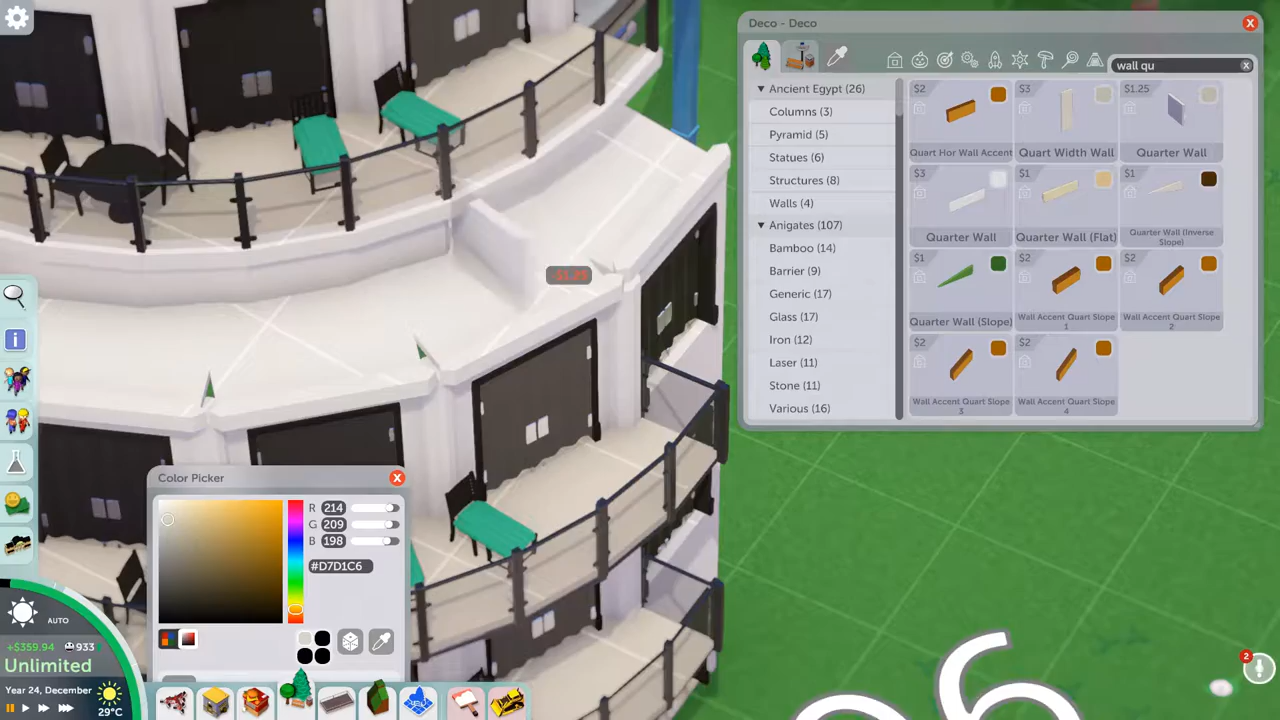 Deco - Deco
X
wall qu
X
Ancient Egypt (26)
Columns (3)
Pyramid (5)
Statues (6)
Structures (8)
Walls (4)
Anigates (107)
Bamboo (14)
Barrier (9)
Generic (17)
Glass (17)
Iron (12)
Laser (11)
Stone (11)
Various (16)
$2
Quart Hor Wall Accent
$3
Quart Width Wall
$1.25
Quarter Wall
$3
Quarter Wall
$1
Quarter Wall (Flat)
$1
Quarter Wall (Inverse
Slope)
$1
Quarter Wall (Slope)
$2
Wall Accent Quart Slope
1
$2
Wall Accent Quart Slope
2
$2
Wall Accent Quart Slope
3
$2
Wall Accent Quart Slope
4
-$1.25
Color Picker
X
R 214
G 209
B 198
#D7D1C6
AUTO
+$359.94
933
Unlimited
Year 24, December
29°C
2